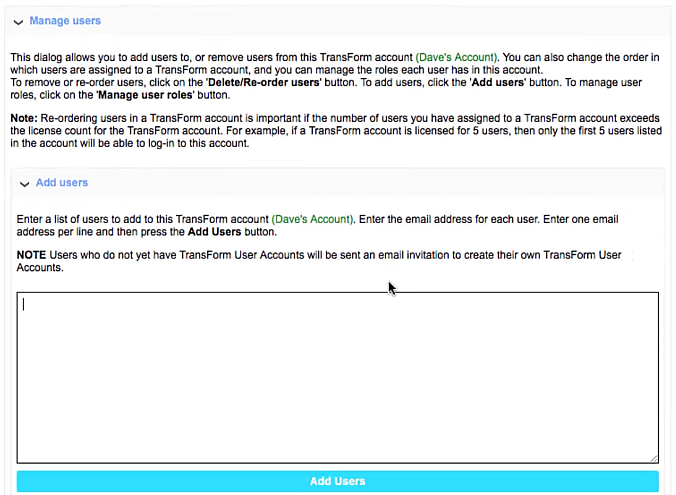 Manage users
This dialog allows you to add users to, or remove users from this TransForm account (Dave's Account). You can also change the order in
which users are assigned to a TransForm account, and you can manage the roles each user has in this account.
To remove or re-order users, click on the 'Delete/Re-order users' button. To add users, click the 'Add users' button. To manage user
roles, click on the 'Manage user roles' button.
Note: Re-ordering users in a TransForm account is important if the number of users you have assigned to a TransForm account exceeds
the license count for the TransForm account. For example, if a TransForm account is licensed for 5 users, then only the first 5 users listed
in the account will be able to log-in to this account.
Add users
Enter a list of users to add to this TransForm account (Dave's Account). Enter the email address for each user. Enter one email
address per line and then press the Add Users button.
NOTE Users who do not yet have TransForm User Accounts will be sent an email invitation to create their own TransForm User
Accounts.
Add Users